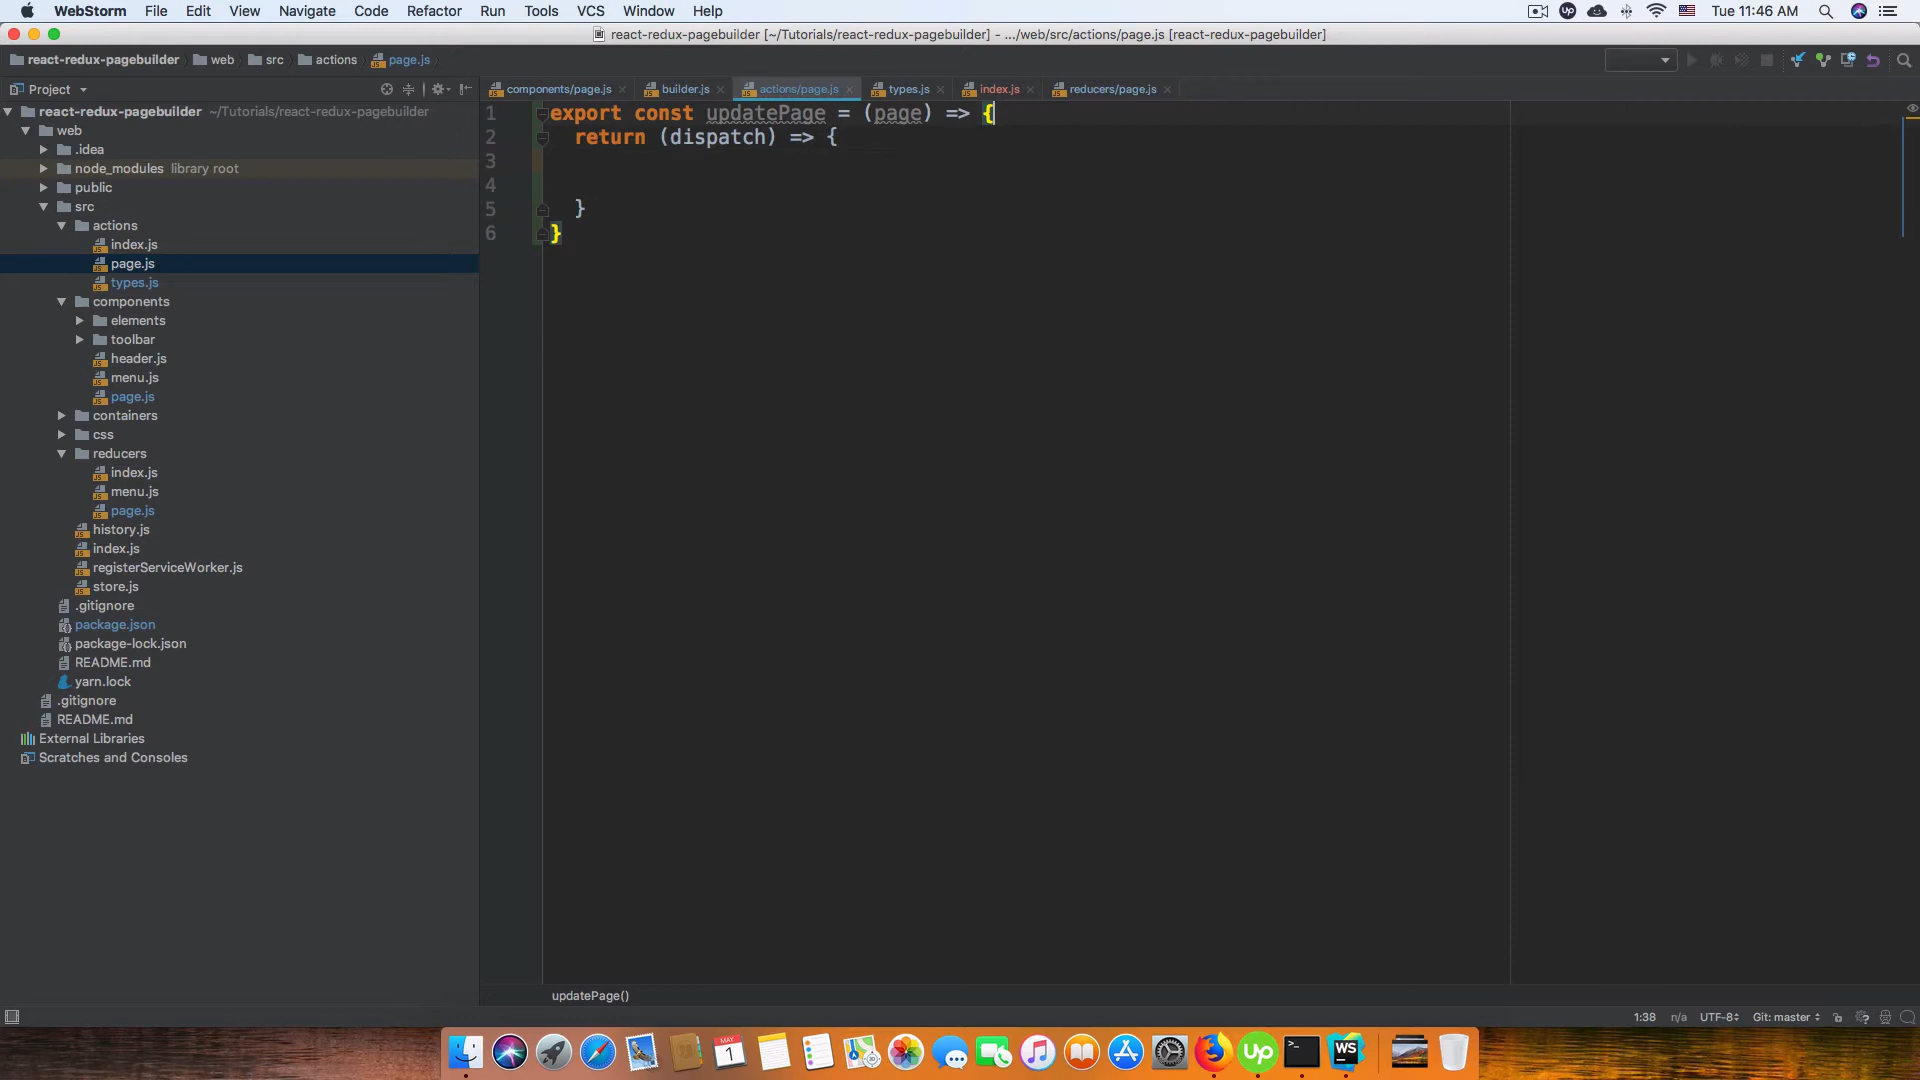 WebStorm File Edit View Navigate Code Refactor Run Tools VCS Window Help Up Tue 11:46 AM
react-redux-pagebuilder [~/Tutorials/react-redux-pagebuilder] - .../web/src/actions/page.js [react-redux-pagebuilder]
react-redux-pagebuilder web src actions page.js
Project components/page.js builder.js actions/page.js types.js index.js reducers/page.js
react-redux-pagebuilder ~/Tutorials/react-redux-pagebuilder
web
.idea
node_modules library root
public
src
actions
index.js
page.js
types.js
components
elements
toolbar
header.js
menu.js
page.js
containers
css
reducers
index.js
menu.js
page.js
history.js
index.js
registerServiceWorker.js
store.js
.gitignore
package.json
package-lock.json
README.md
yarn.lock
.gitignore
README.md
External Libraries
Scratches and Consoles
1 export const updatePage = (page) => {
2 return (dispatch) => {
3
4
5 }
6 }
updatePage()
1:38 n/a UTF-8 Git: master
MAY
1
Up
>_
WS